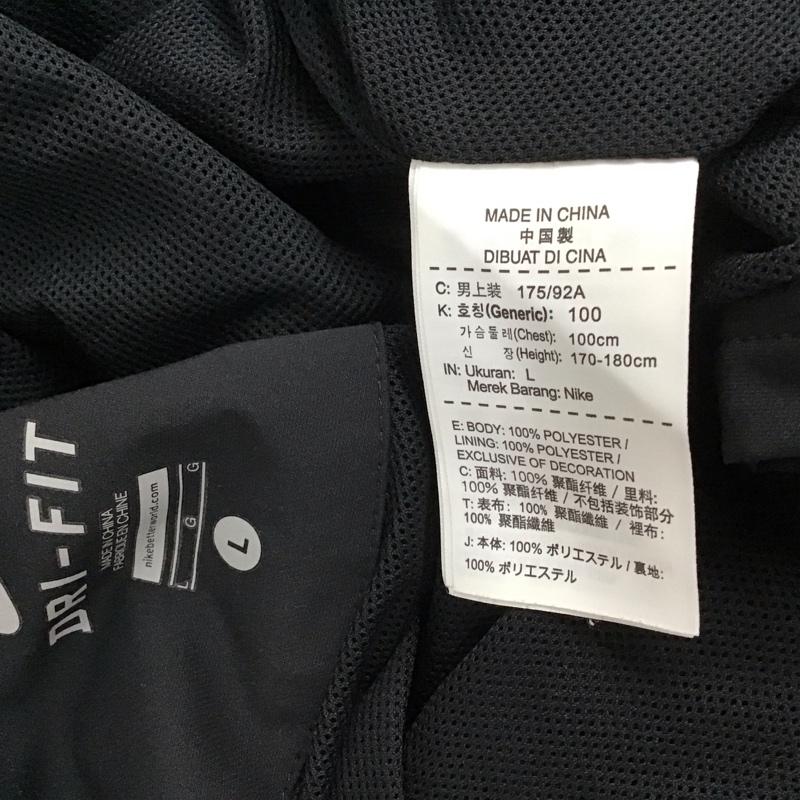 MADE IN CHINA
中国製
DIBUAT DI CINA
C: 男上装 175/92A
K: 호칭(Generic): 100
가슴둘레(Chest): 100cm
신 장(Height): 170-180cm
IN: Ukuran: L
Merek Barang: Nike
E: BODY: 100% POLYESTER /
LINING: 100% POLYESTER /
EXCLUSIVE OF DECORATION
C: 面料: 100% 聚酯纤维 / 里料:
100% 聚酯纤维 / 不包括装饰部分
T: 表布: 100% 聚酯纖維 / 裡布:
100% 聚酯纖維
J: 本体: 100% ポリエステル / 裏地:
100% ポリエステル
DRI-FIT
MADE IN CHINA
FABRIQUE EN CHINE
nikebetterworld.com
L G G
L